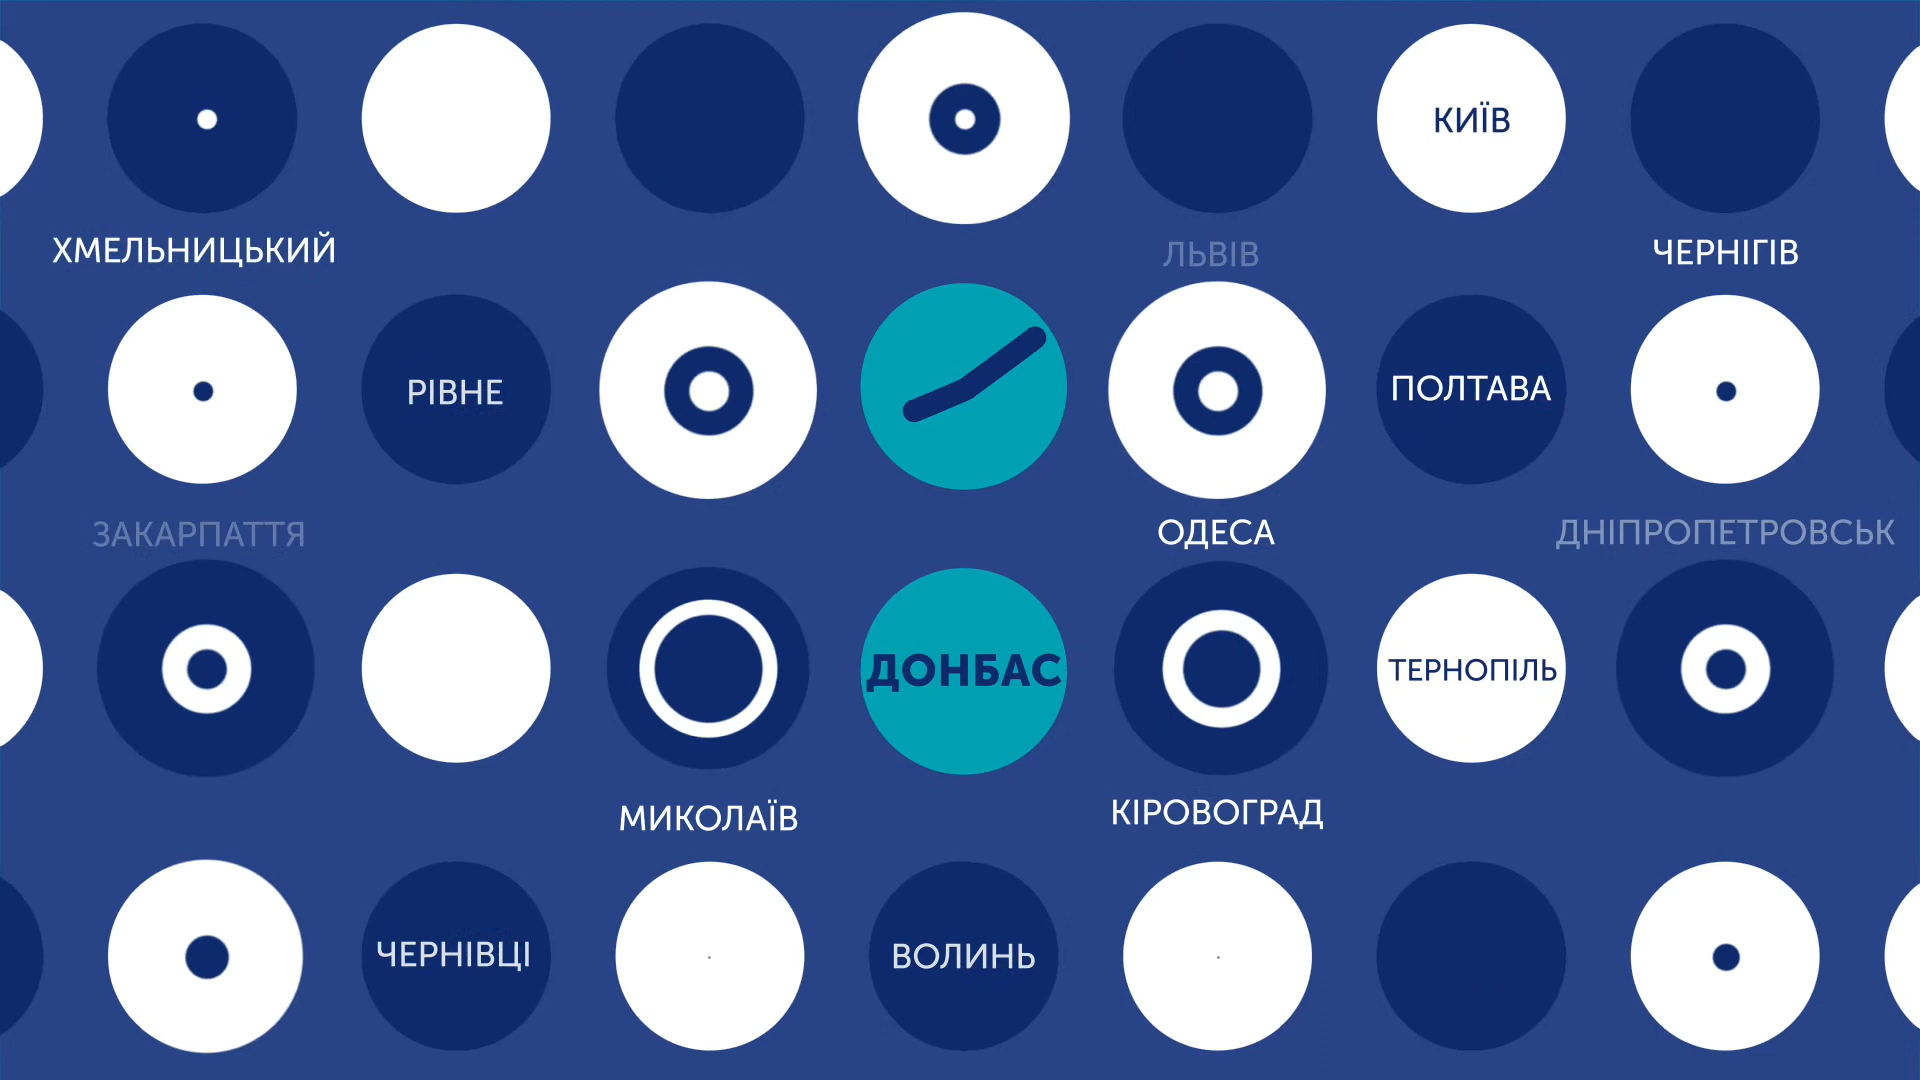 КИЇВ
ХМЕЛЬНИЦЬКИЙ
ЛЬВІВ
ЧЕРНІГІВ
РІВНЕ
ПОЛТАВА
ЗАКАРПАТТЯ
ОДЕСА
ДНІПРОПЕТРОВСЬК
ДОНБАС
ТЕРНОПІЛЬ
МИКОЛАЇВ
КІРОВОГРАД
ЧЕРНІВЦІ
ВОЛИНЬ